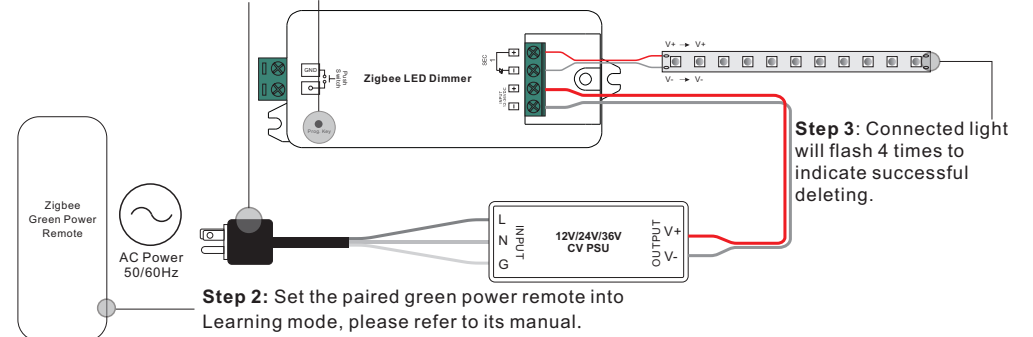 V+ → V+
SEC
1
+
−
+
−
GND
Push
Switch
Zigbee LED Dimmer
Prog. Key
V- → V-
Step 3: Connected light
will flash 4 times to
indicate successful
deleting.
Zigbee
Green Power
Remote
AC Power
50/60Hz
L
N
G
INPUT
12V/24V/36V
CV PSU
OUTPUT
V+
V-
Step 2: Set the paired green power remote into
Learning mode, please refer to its manual.